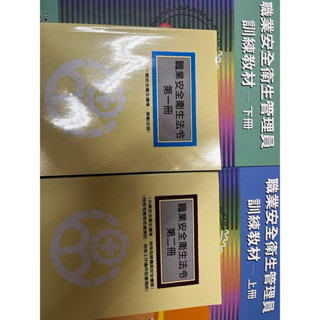 職業安全衛生管理員
訓練教材—下冊
職業安全衛生法令
第一冊
職業安全衛生管理員
訓練教材—上冊
職業安全衛生法令
第二冊